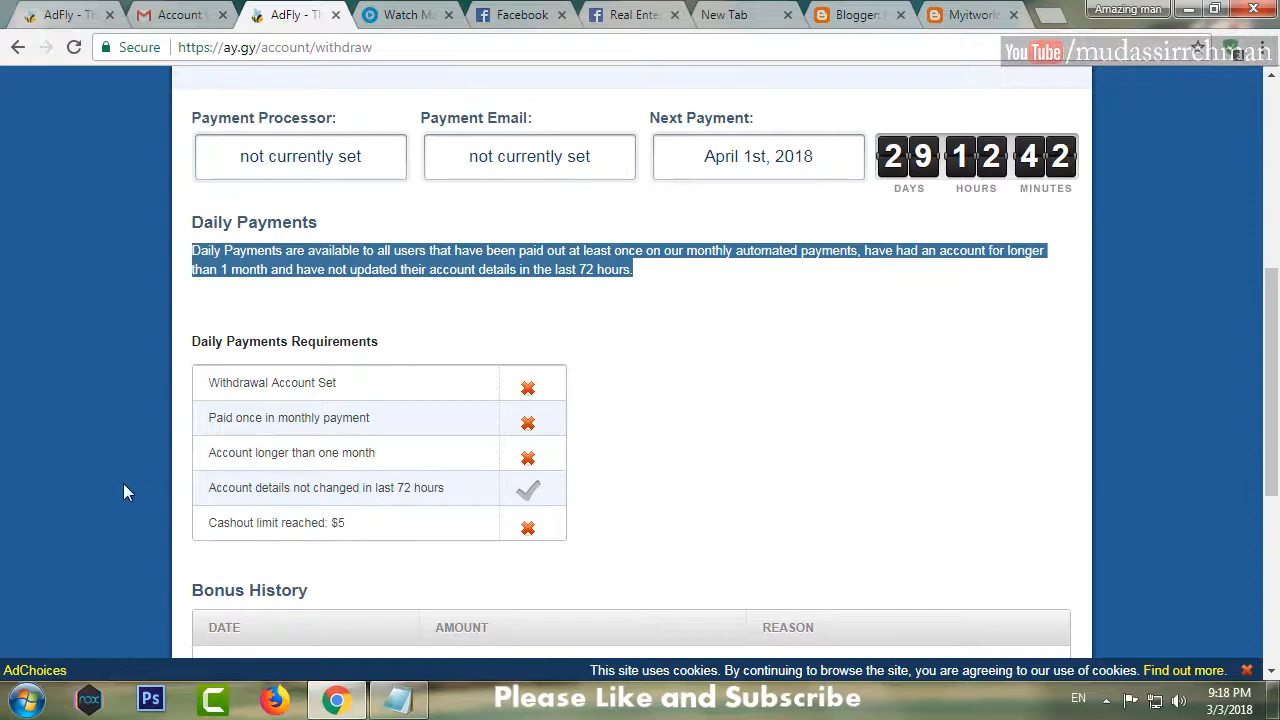 AdFly - Th
Account
AdFly - Th
Watch M
Facebook
Real Ente
New Tab
Blogger:
Myitwork
Amazing man
Secure
https://ay.gy/account/withdraw
You Tube/mudassirrehman
Payment Processor:
Payment Email:
Next Payment:
not currently set
not currently set
April 1st, 2018
29 12 42
DAYS HOURS MINUTES
Daily Payments
Daily Payments are available to all users that have been paid out at least once on our monthly automated payments, have had an account for longer
than 1 month and have not updated their account details in the last 72 hours.
Daily Payments Requirements
Withdrawal Account Set
Paid once in monthly payment
Account longer than one month
Account details not changed in last 72 hours
Cashout limit reached: $5
Bonus History
DATE AMOUNT REASON
AdChoices
This site uses cookies. By continuing to browse the site, you are agreeing to our use of cookies. Find out more.
nox
Ps
Please Like and Subscribe
EN
9:18 PM
3/3/2018